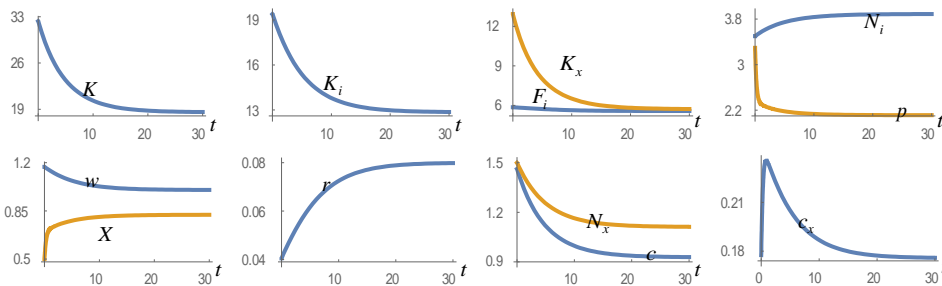 33
26
19
K
10 20 30 t
19
16
13
K_i
10 20 30 t
12
9
6
K_x
F_i
10 20 30 t
3.8
3
2.2
N_i
p
10 20 30 t
1.2
0.85
0.5
w
X
10 20 30 t
0.08
0.06
0.04
r
10 20 30 t
1.5
1.2
0.9
N_x
c
10 20 30 t
0.21
0.18
c_x
0 10 20 30 t